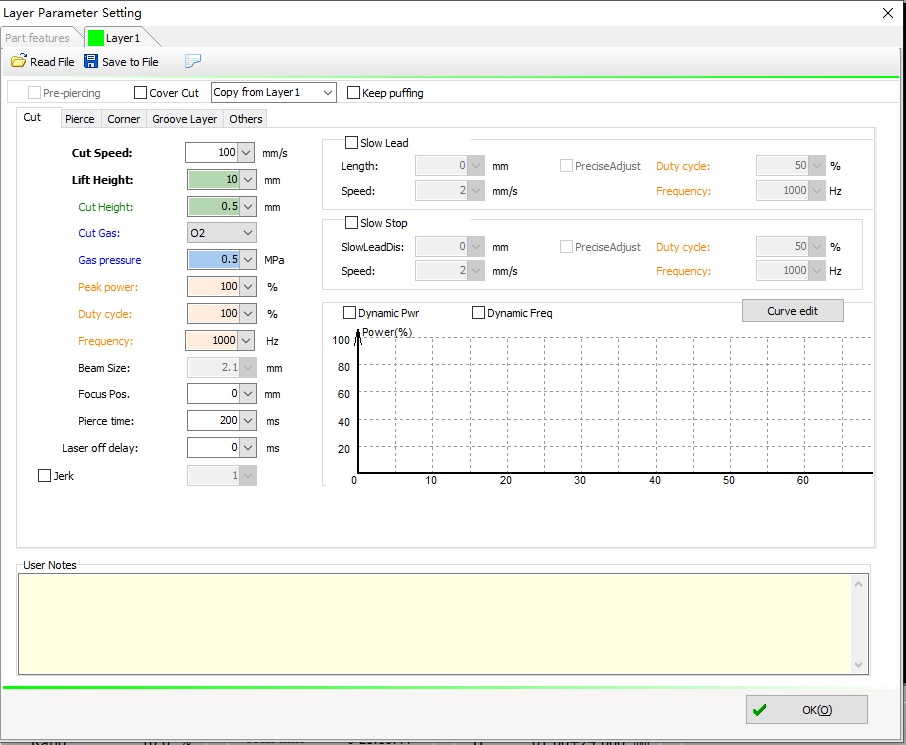 Layer Parameter Setting
Part features Layer1
Read File Save to File
Pre-piercing Cover Cut Copy from Layer1 Keep puffing
Cut Pierce Corner Groove Layer Others
Cut Speed: 100 mm/s
Lift Height: 10 mm
Cut Height: 0.5 mm
Cut Gas: O2
Gas pressure 0.5 MPa
Peak power: 100 %
Duty cycle: 100 %
Frequency: 1000 Hz
Beam Size: 2.1 mm
Focus Pos. 0 mm
Pierce time: 200 ms
Laser off delay: 0 ms
Jerk 1
Slow Lead
Length: 0 mm PreciseAdjust Duty cycle: 50 %
Speed: 2 mm/s Frequency: 1000 Hz
Slow Stop
SlowLeadDis: 0 mm PreciseAdjust Duty cycle: 50 %
Speed: 2 mm/s Frequency: 1000 Hz
Dynamic Pwr Dynamic Freq Curve edit
Power(%)
100
80
60
40
20
0 10 20 30 40 50 60
User Notes
OK(O)